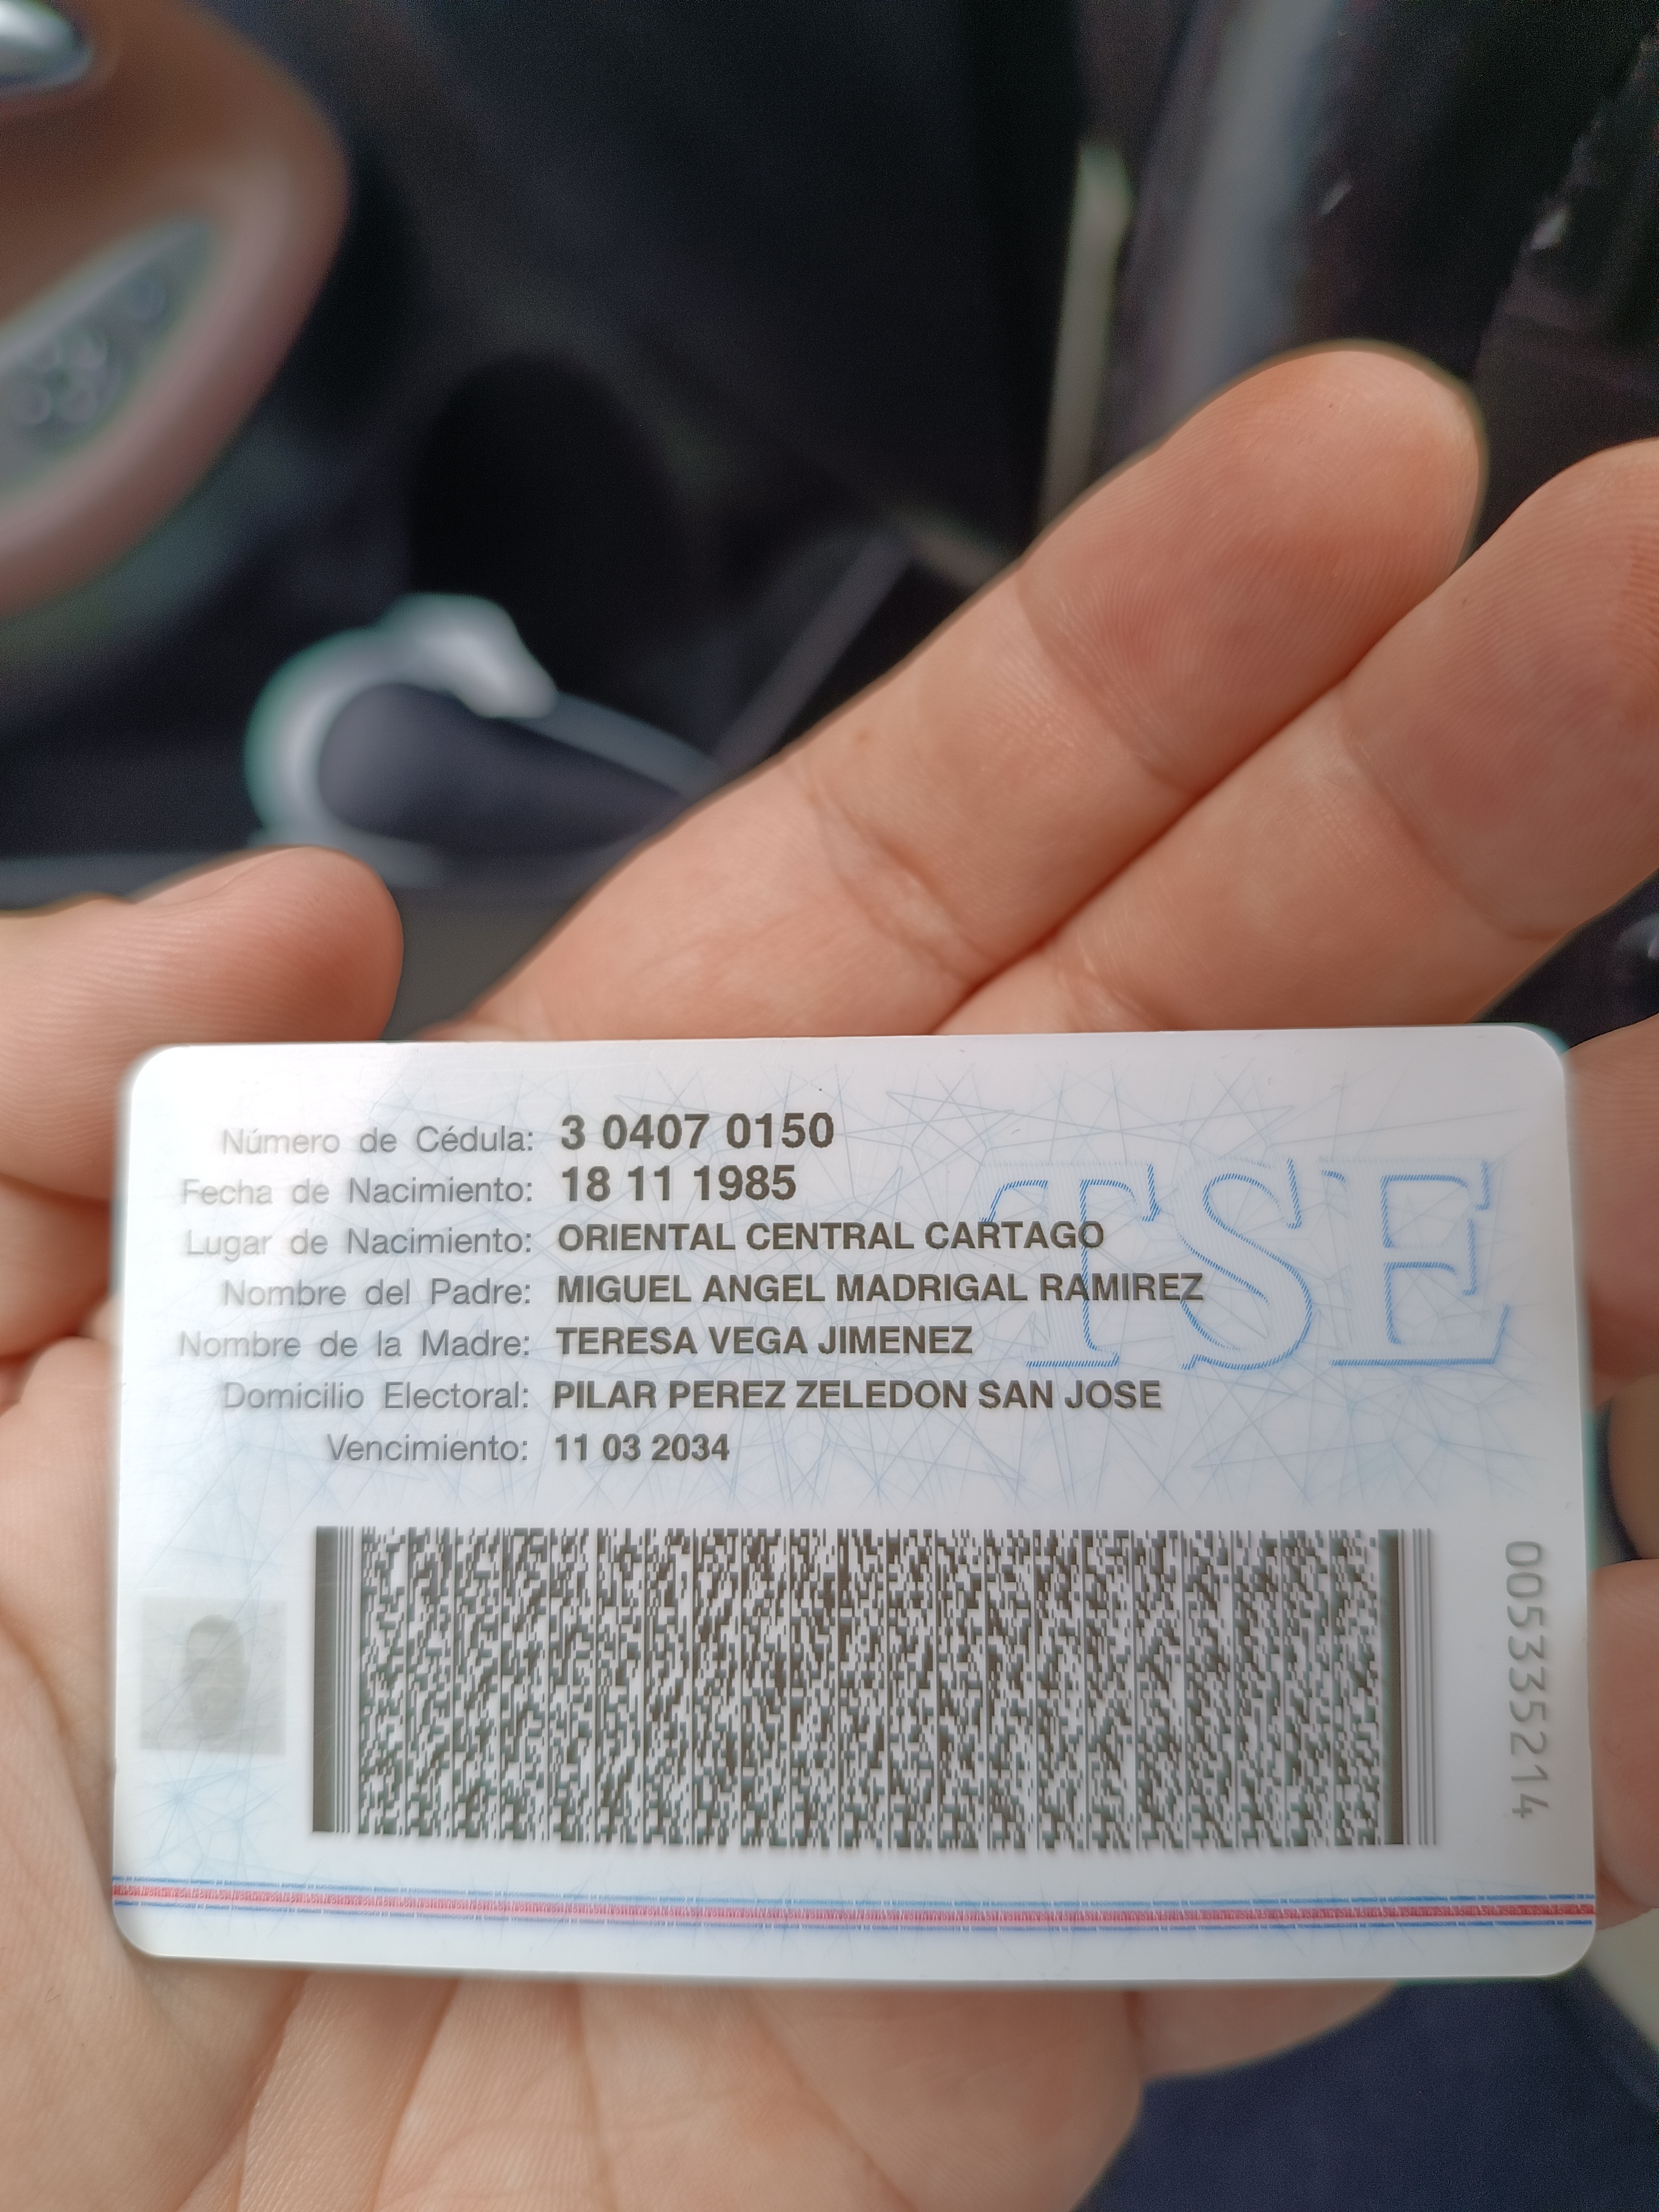 Número de Cédula: 3 0407 0150
Fecha de Nacimiento: 18 11 1985
Lugar de Nacimiento: ORIENTAL CENTRAL CARTAGO
Nombre del Padre: MIGUEL ANGEL MADRIGAL RAMIREZ
Nombre de la Madre: TERESA VEGA JIMENEZ
Domicilio Electoral: PILAR PEREZ ZELEDON SAN JOSE
Vencimiento: 11 03 2034
TSE
005335214